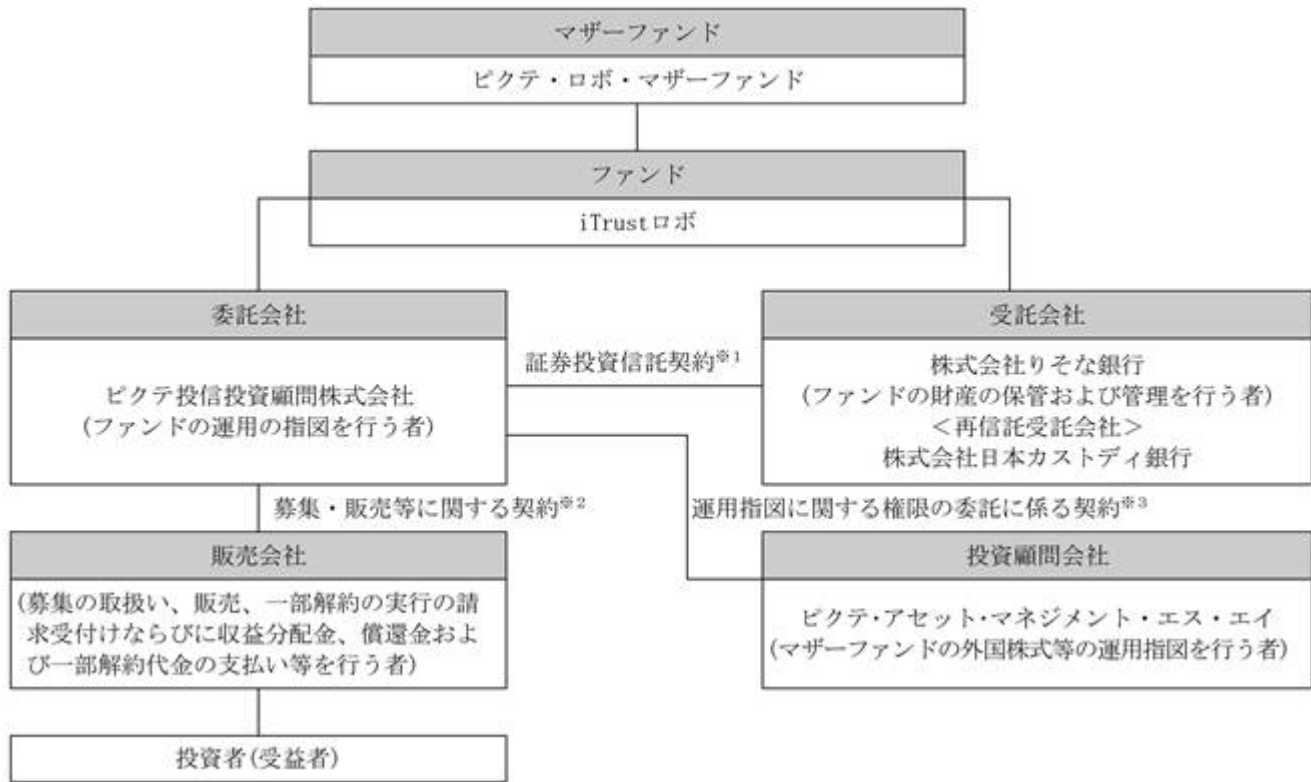 マザーファンド
ピクテ・ロボ・マザーファンド
ファンド
iTrustロボ
委託会社
ピクテ投信投資顧問株式会社
(ファンドの運用の指図を行う者)
証券投資信託契約※1
受託会社
株式会社りそな銀行
(ファンドの財産の保管および管理を行う者)
＜再信託受託会社＞
株式会社日本カストディ銀行
募集・販売等に関する契約※2
運用指図に関する権限の委託に係る契約※3
販売会社
(募集の取扱い、販売、一部解約の実行の請
求受付けならびに収益分配金、償還金およ
び一部解約代金の支払い等を行う者)
投資顧問会社
ピクテ・アセット・マネジメント・エス・エイ
(マザーファンドの外国株式等の運用指図を行う者)
投資者(受益者)